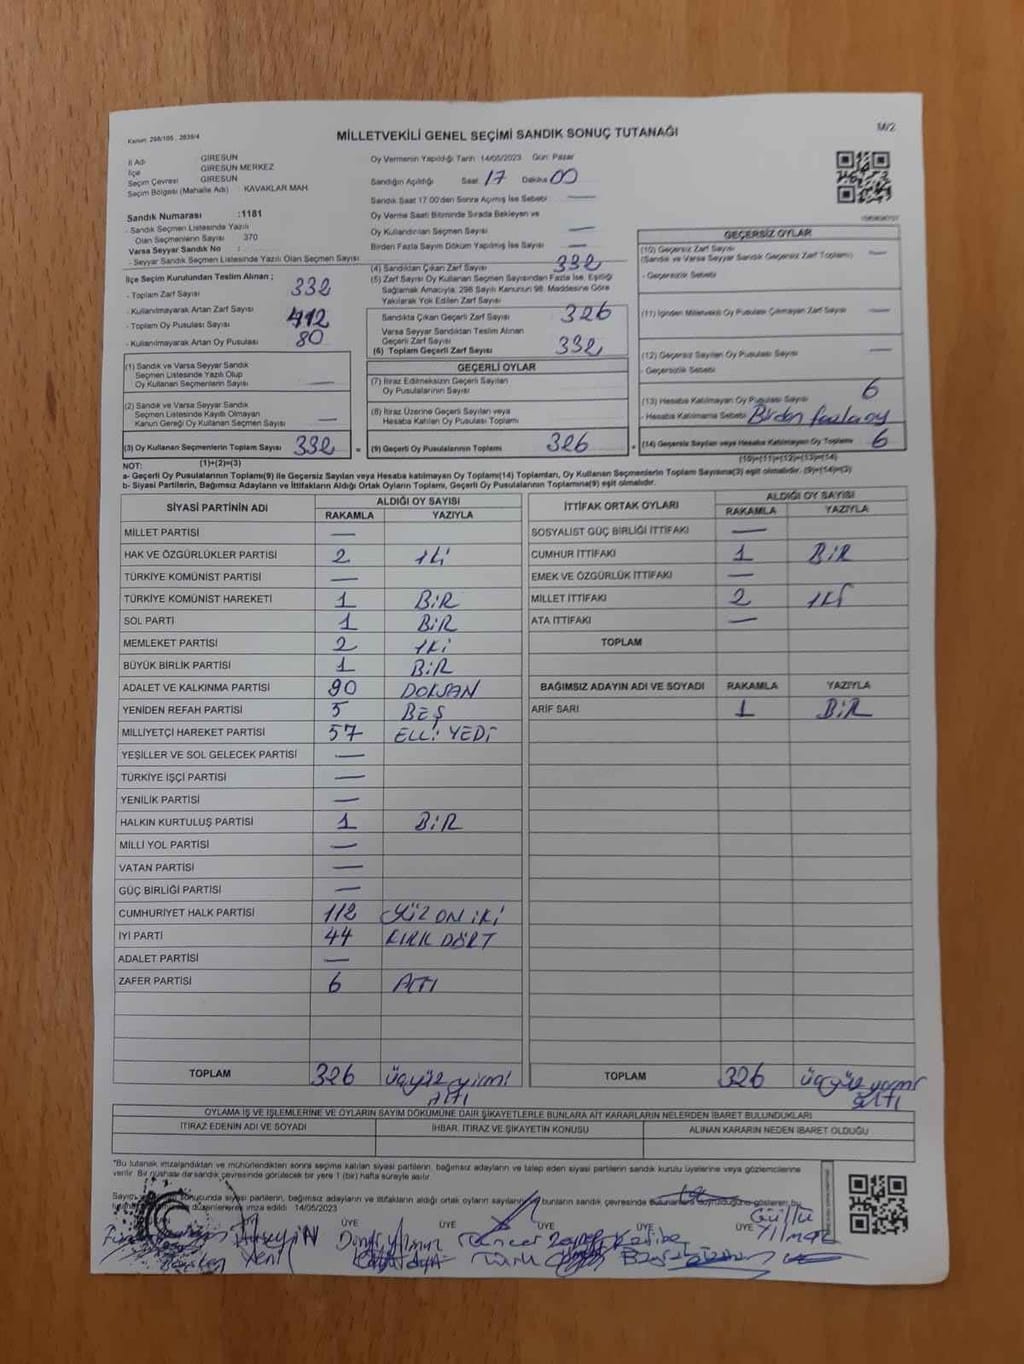 Kanun: 298/105 , 2839/4
MİLLETVEKİLİ GENEL SEÇİMİ SANDIK SONUÇ TUTANAĞI
M/2
İl Adı GİRESUN
İlçe GİRESUN MERKEZ
Seçim Çevresi GİRESUN
Seçim Bölgesi (Mahalle Adı) KAVAKLAR MAH.
Oy Vermenin Yapıldığı Tarih 14/05/2023 Gün: Pazar
Sandığın Açıldığı Saat 17 Dakika 00
Sandık Saat 17.00'den Sonra Açılmış İse Sebebi —
Oy Verme Saati Bitiminde Sırada Bekleyen ve
Oy Kullandırılan Seçmen Sayısı —
Birden Fazla Sayım Döküm Yapılmış İse Sayısı —
Sandık Numarası :1181
- Sandık Seçmen Listesinde Yazılı
Olan Seçmenlerin Sayısı 370
Varsa Seyyar Sandık No :
- Seyyar Sandık Seçmen Listesinde Yazılı Olan Seçmen Sayısı
İlçe Seçim Kurulundan Teslim Alınan ;
- Toplam Zarf Sayısı 332
- Kullanılmayarak Artan Zarf Sayısı
- Toplam Oy Pusulası Sayısı 412
- Kullanılmayarak Artan Oy Pusulası 80
(4) Sandıktan Çıkan Zarf Sayısı 332
(5) Zarf Sayısı Oy Kullanan Seçmen Sayısından Fazla İse, Eşitliği
Sağlamak Amacıyla, 298 Sayılı Kanunun 98. Maddesine Göre
Yakılarak Yok Edilen Zarf Sayısı
Sandıkta Çıkan Geçerli Zarf Sayısı 326
Varsa Seyyar Sandıktan Teslim Alınan
Geçerli Zarf Sayısı
(6) Toplam Geçerli Zarf Sayısı 332
GEÇERSİZ OYLAR
(10) Geçersiz Zarf Sayısı —
(Sandık ve Varsa Seyyar Sandık Geçersiz Zarf Toplamı)
- Geçersizlik Sebebi
(11) İçinden Milletvekili Oy Pusulası Çıkmayan Zarf Sayısı —
(12) Geçersiz Sayılan Oy Pusulası Sayısı —
- Geçersizlik Sebebi
(13) Hesaba Katılmayan Oy Pusulası Sayısı 6
- Hesaba Katılmama Sebebi Birden fazla oy
(14) Geçersiz Sayılan veya Hesaba Katılmayan Oy Toplamı 6
(10)+(11)+(12)+(13)=(14)
(1) Sandık ve Varsa Seyyar Sandık
Seçmen Listesinde Yazılı Olup
Oy Kullanan Seçmenlerin Sayısı —
(2) Sandık ve Varsa Seyyar Sandık
Seçmen Listesinde Kayıtlı Olmayan
Kanun Gereği Oy Kullanan Seçmen Sayısı —
(3) Oy Kullanan Seçmenlerin Toplam Sayısı 332
(1)+(2)=(3)
GEÇERLİ OYLAR
(7) İtiraz Edilmeksizin Geçerli Sayılan
Oy Pusulalarının Sayısı
(8) İtiraz Üzerine Geçerli Sayılan veya
Hesaba Katılan Oy Pusulası Toplamı
= (9) Geçerli Oy Pusulalarının Toplamı 326 +
NOT:
a- Geçerli Oy Pusulalarının Toplamı(9) ile Geçersiz Sayılan veya Hesaba katılmayan Oy Toplamı(14) Toplamları, Oy Kullanan Seçmenlerin Toplam Sayısına(3) eşit olmalıdır. (9)+(14)=(3)
b- Siyasi Partilerin, Bağımsız Adayların ve İttifakların Aldığı Ortak Oyların Toplamı, Geçerli Oy Pusulalarının Toplamına(9) eşit olmalıdır.
SİYASİ PARTİNİN ADI ALDIĞI OY SAYISI
RAKAMLA YAZIYLA
MİLLET PARTİSİ —
HAK VE ÖZGÜRLÜKLER PARTİSİ 2 İki
TÜRKİYE KOMÜNİST PARTİSİ —
TÜRKİYE KOMÜNİST HAREKETİ 1 BİR
SOL PARTİ 1 BİR
MEMLEKET PARTİSİ 2 İKİ
BÜYÜK BİRLİK PARTİSİ 1 BİR
ADALET VE KALKINMA PARTİSİ 90 DOKSAN
YENİDEN REFAH PARTİSİ 5 BEŞ
MİLLİYETÇİ HAREKET PARTİSİ 57 ELLİ YEDİ
YEŞİLLER VE SOL GELECEK PARTİSİ —
TÜRKİYE İŞÇİ PARTİSİ —
YENİLİK PARTİSİ —
HALKIN KURTULUŞ PARTİSİ 1 BİR
MİLLİ YOL PARTİSİ —
VATAN PARTİSİ —
GÜÇ BİRLİĞİ PARTİSİ —
CUMHURİYET HALK PARTİSİ 112 YÜZ ON İKİ
İYİ PARTİ 44 KIRK DÖRT
ADALET PARTİSİ —
ZAFER PARTİSİ 6 ALTI
TOPLAM 326 üçyüz yirmi
ALTI
İTTİFAK ORTAK OYLARI ALDIĞI OY SAYISI
RAKAMLA YAZIYLA
SOSYALİST GÜÇ BİRLİĞİ İTTİFAKI —
CUMHUR İTTİFAKI 1 BİR
EMEK VE ÖZGÜRLÜK İTTİFAKI —
MİLLET İTTİFAKI 2 İKİ
ATA İTTİFAKI —
TOPLAM
BAĞIMSIZ ADAYIN ADI VE SOYADI RAKAMLA YAZIYLA
ARİF SARI 1 BİR
TOPLAM 326 üçyüz yirmi
ALTI
OYLAMA İŞ VE İŞLEMLERİNE VE OYLARIN SAYIM DÖKÜMÜNE DAİR ŞİKAYETLERLE BUNLARA AİT KARARLARIN NELERDEN İBARET BULUNDUKLARI
İTİRAZ EDENİN ADI VE SOYADI İHBAR, İTİRAZ VE ŞİKAYETİN KONUSU ALINAN KARARIN NEDEN İBARET OLDUĞU
"Bu tutanak imzalandıktan ve mühürlendikten sonra seçime katılan siyasi partilerin, bağımsız adayların ve talep eden siyasi partilerin sandık kurulu üyelerine veya gözlemcilerine
verilir. Bir nüshası da sandık çevresinde görülecek bir yere 1 (bir) hafta süreyle asılır.
sonucunda siyasi partilerin, bağımsız adayların ve ittifakların aldığı ortak oyların sayılarını bunların sandık çevresinde
düzenlenerek imza edildi. 14/05/2023
ÜYE ÜYE ÜYE ÜYE ÜYE
Hüseyin
Yeni
Yılmaz
Tuncer
Türk
Zeynep
Güllü
Yılmaz